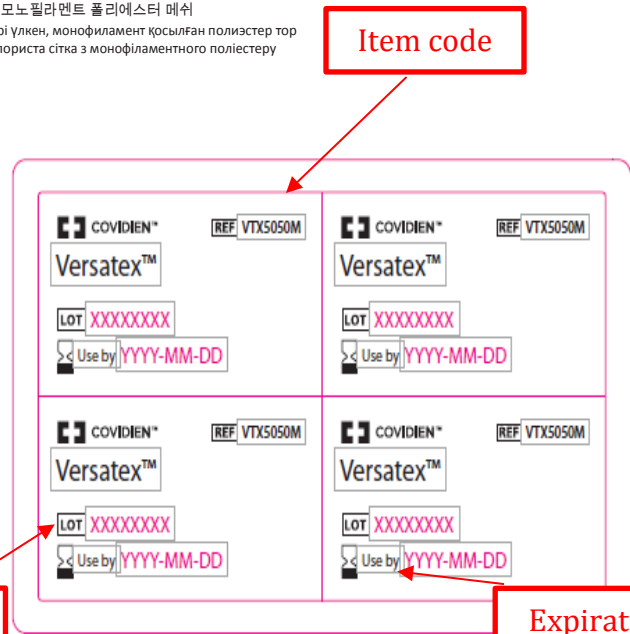 모노필라멘트 폴리에스터 메쉬
үлкен, монофиламент қосылған полиэстер тор
сітка з монофіламентного поліестеру
Item code
COVIDIEN™ REF VTX5050M
Versatex™
LOT XXXXXXXX
Use by YYYY-MM-DD
COVIDIEN™ REF VTX5050M
Versatex™
LOT XXXXXXXX
Use by YYYY-MM-DD
COVIDIEN™ REF VTX5050M
Versatex™
LOT XXXXXXXX
Use by YYYY-MM-DD
COVIDIEN™ REF VTX5050M
Versatex™
LOT XXXXXXXX
Use by YYYY-MM-DD
Expirat